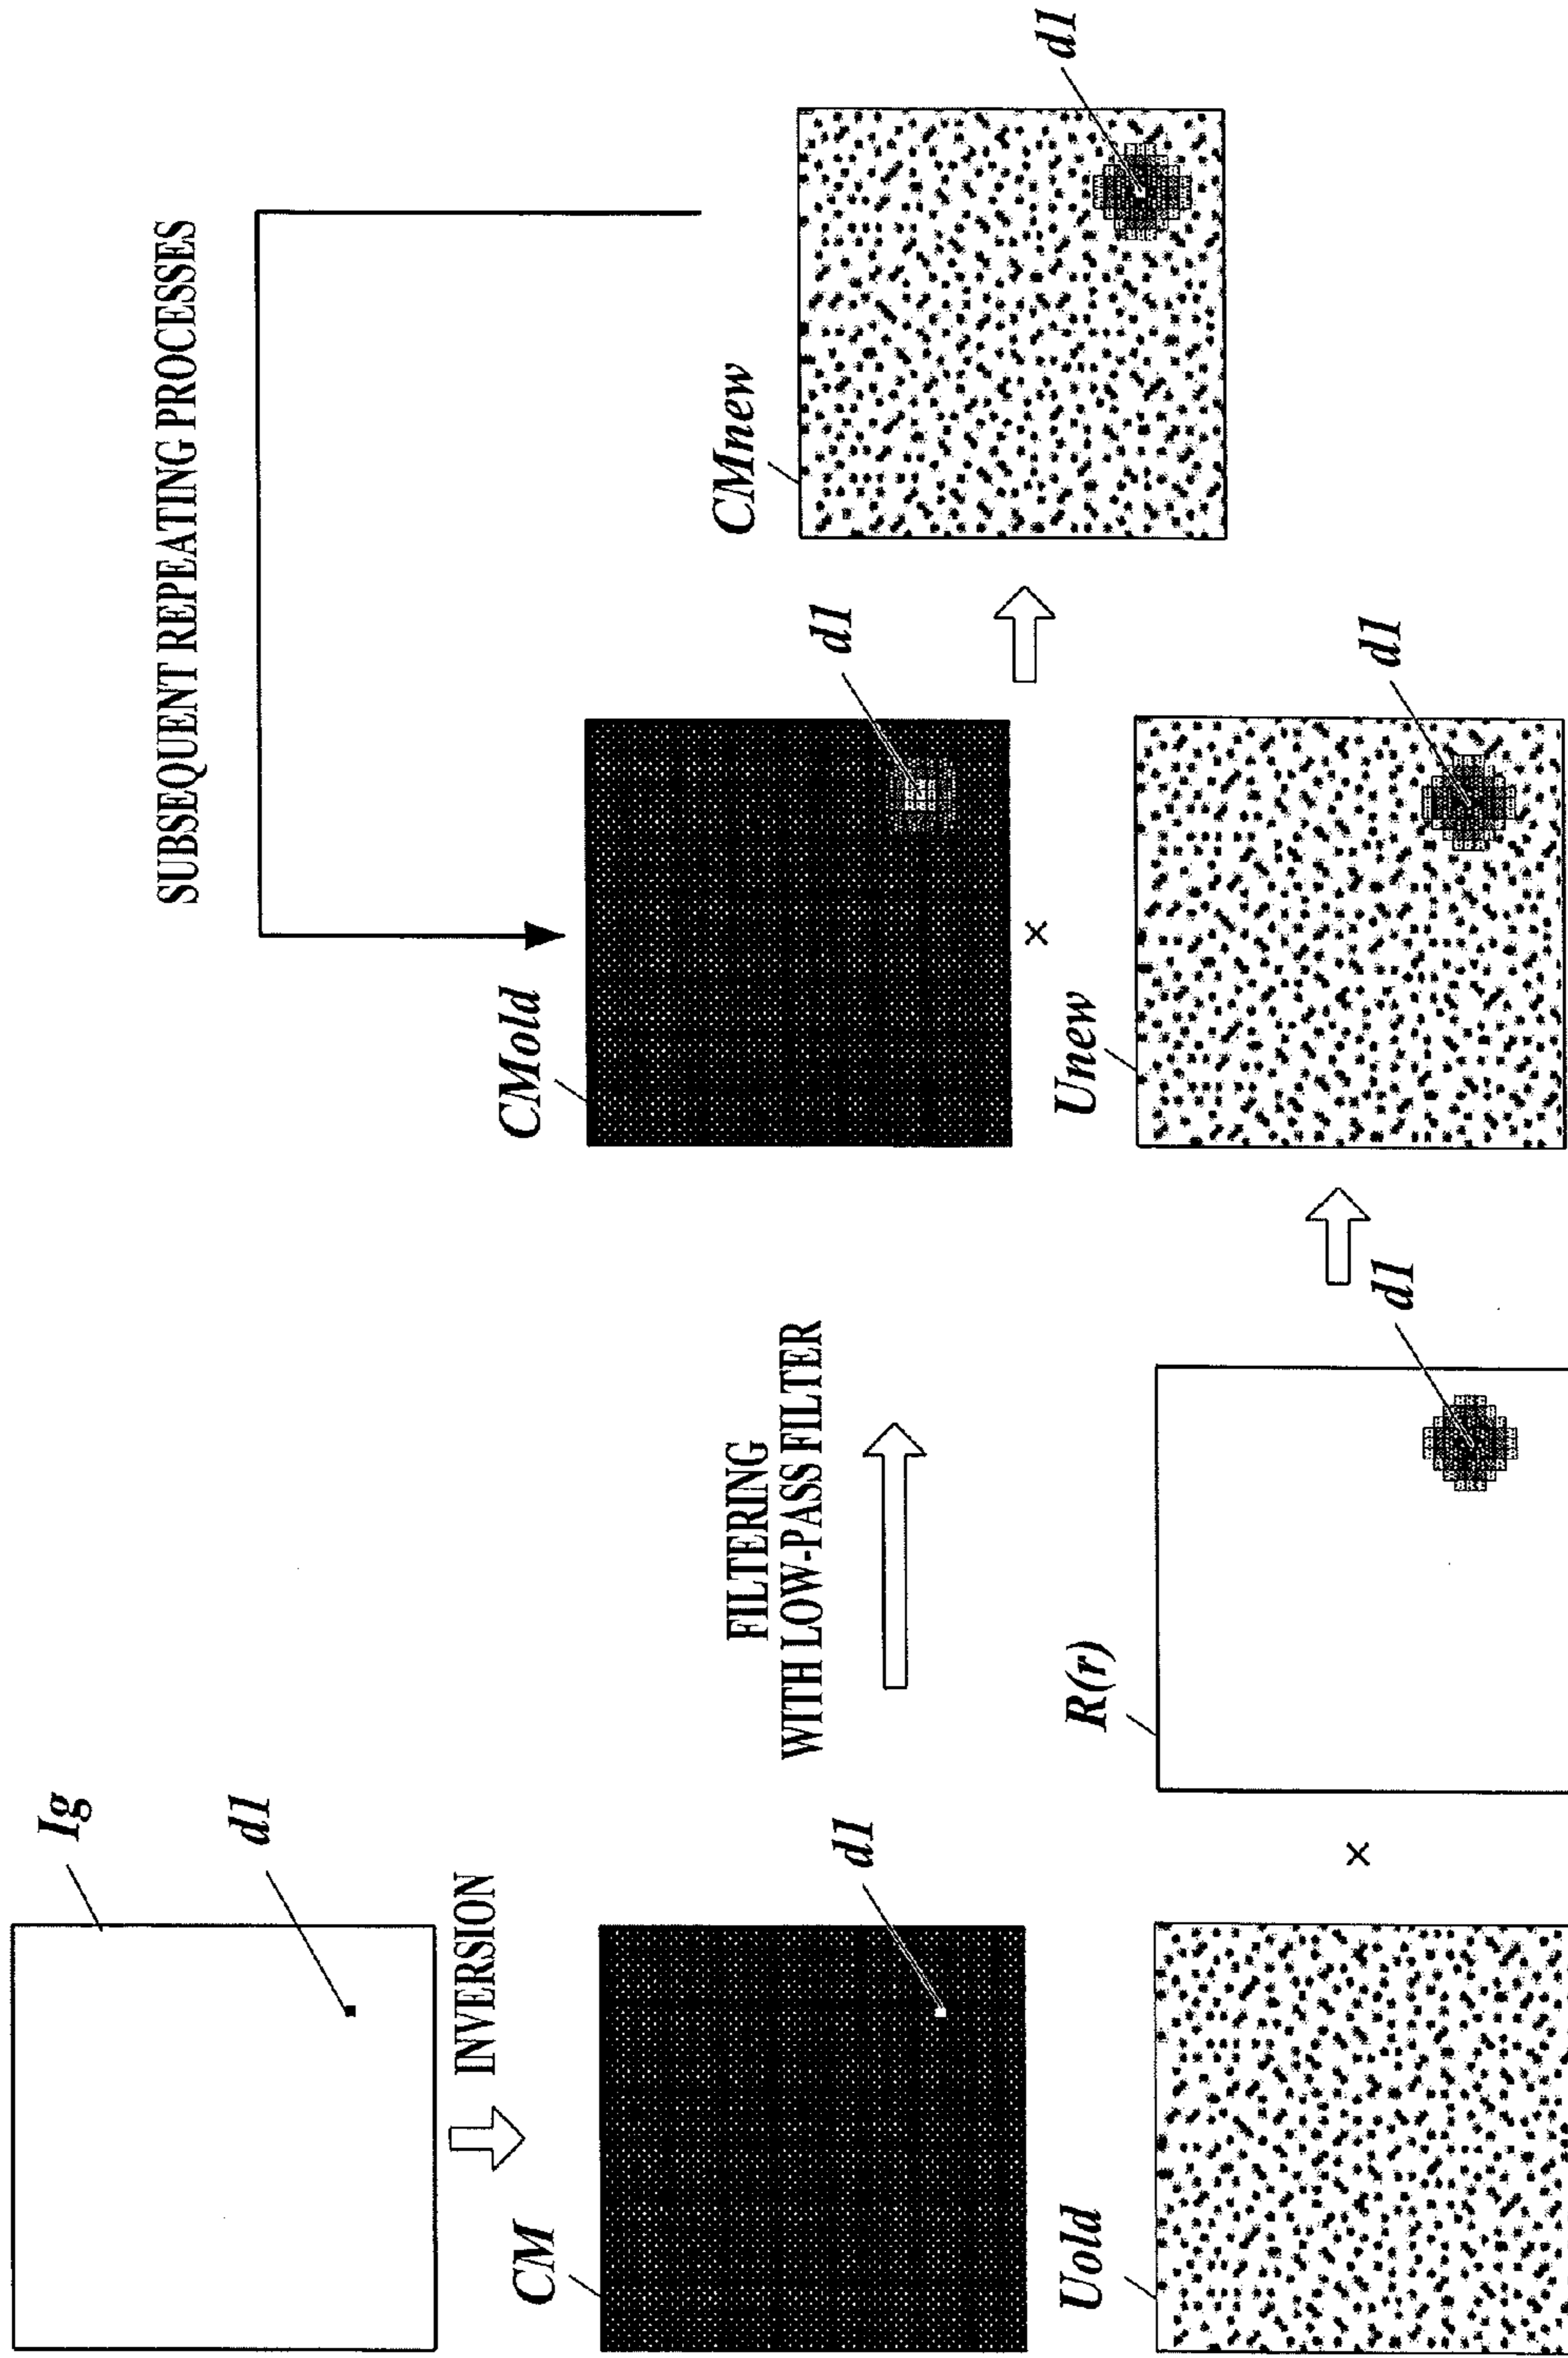 SUBSEQUENT REPEATING PROCESSES
Ig
d1
INVERSION
CM
d1
FILTERING
WITH LOW-PASS FILTER
CMold
d1
CMnew
d1
×
Uold
×
R(r)
d1
Unew
d1